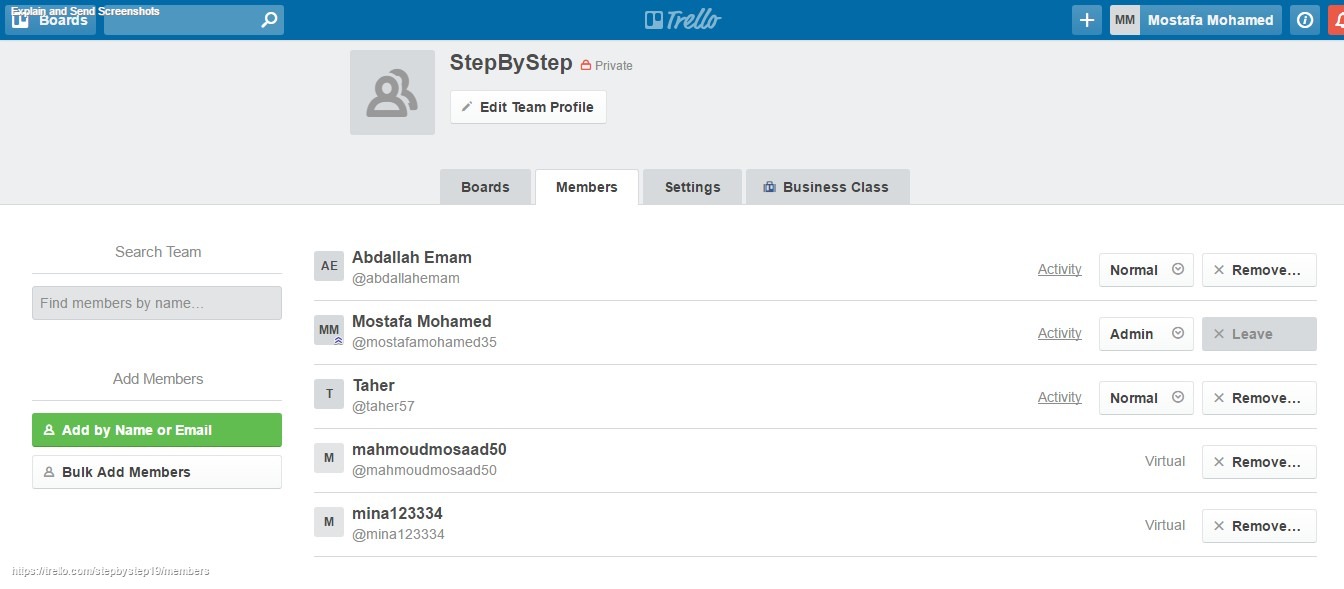 Explain and Send Screenshots
Boards
Trello
MM Mostafa Mohamed
StepByStep Private
Edit Team Profile
Boards Members Settings Business Class
Search Team
Find members by name…
Add Members
Add by Name or Email
Bulk Add Members
AE Abdallah Emam
@abdallahemam
Activity Normal Remove…
MM Mostafa Mohamed
@mostafamohamed35
Activity Admin Leave
T Taher
@taher57
Activity Normal Remove…
M mahmoudmosaad50
@mahmoudmosaad50
Virtual Remove…
M mina123334
@mina123334
Virtual Remove…
https://trello.com/stepbystep19/members